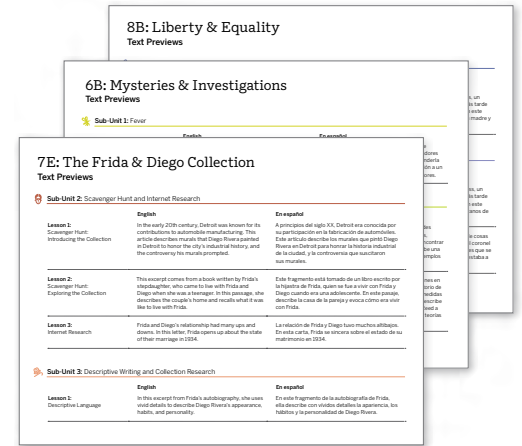 8B: Liberty & Equality
Text Previews
6B: Mysteries & Investigations
Text Previews
Sub-Unit 1: Fever
English En español
7E: The Frida & Diego Collection
Text Previews
Sub-Unit 2: Scavenger Hunt and Internet Research
English
En español
Lesson 1:
Scavenger Hunt:
Introducing the Collection
In the early 20th century, Detroit was known for its
contributions to automobile manufacturing. This
article describes murals that Diego Rivera painted
in Detroit to honor the city's industrial history, and
the controversy his murals prompted.
A principios del siglo XX, Detroit era conocida por
su participación en la fabricación de automóviles.
Este artículo describe los murales que pintó Diego
Rivera en Detroit para honrar la historia industrial
de la ciudad, y la controversia que suscitaron
sus murales.
Lesson 2:
Scavenger Hunt:
Exploring the Collection
This excerpt comes from a book written by Frida's
stepdaughter, who came to live with Frida and
Diego when she was a teenager. In this passage, she
describes the couple's home and recalls what it was
like to live with Frida.
Este fragmento está tomado de un libro escrito por
la hijastra de Frida, quien se fue a vivir con Frida y
Diego cuando era una adolescente. En este pasaje,
describe la casa de la pareja y evoca cómo era vivir
con Frida.
Lesson 3:
Internet Research
Frida and Diego's relationship had many ups and
downs. In this letter, Frida opens up about the state
of their marriage in 1934.
La relación de Frida y Diego tuvo muchos altibajos.
En esta carta, Frida se sincera sobre el estado de su
matrimonio en 1934.
Sub-Unit 3: Descriptive Writing and Collection Research
English
En español
Lesson 1:
Descriptive Language
In this excerpt from Frida's autobiography, she uses
vivid details to describe Diego Rivera's appearance,
habits, and personality.
En este fragmento de la autobiografía de Frida,
ella describe con vívidos detalles la apariencia, los
hábitos y la personalidad de Diego Rivera.